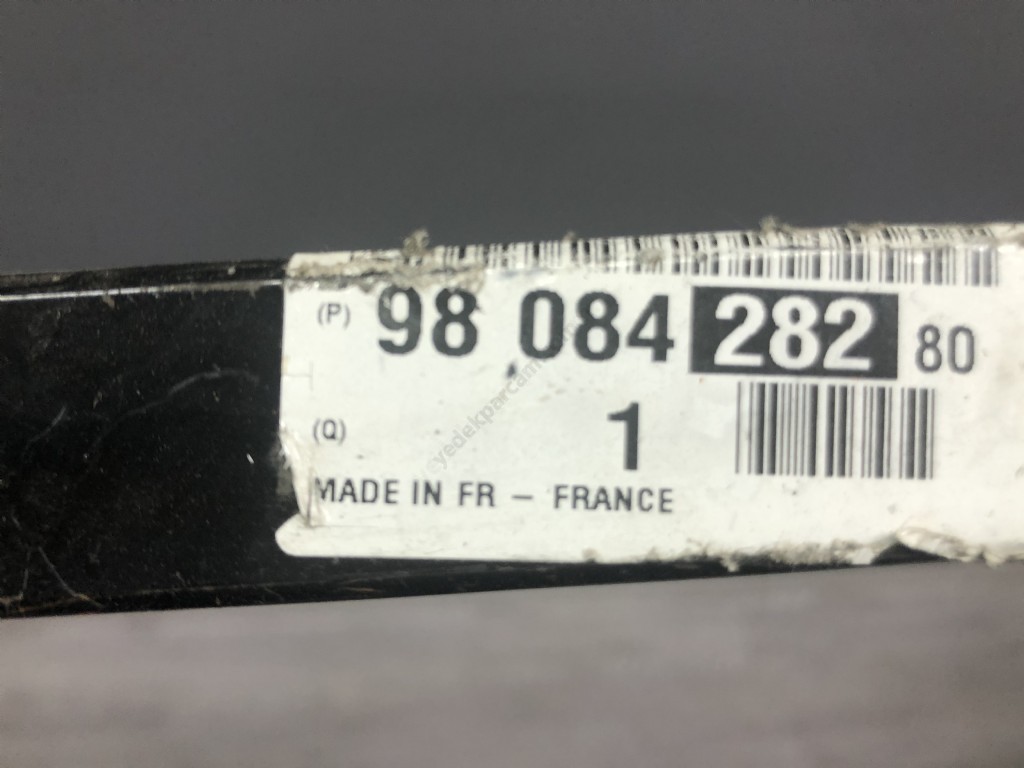 (P) 98 084 282 80
(Q) 1
MADE IN FR – FRANCE